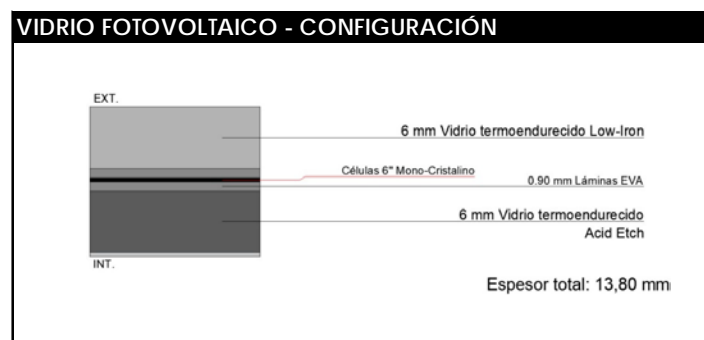 VIDRIO FOTOVOLTAICO - CONFIGURACIÓN
EXT.
6 mm Vidrio termoendurecido Low-Iron
Células 6" Mono-Cristalino
0.90 mm Láminas EVA
6 mm Vidrio termoendurecido
Acid Etch
INT.
Espesor total: 13,80 mm